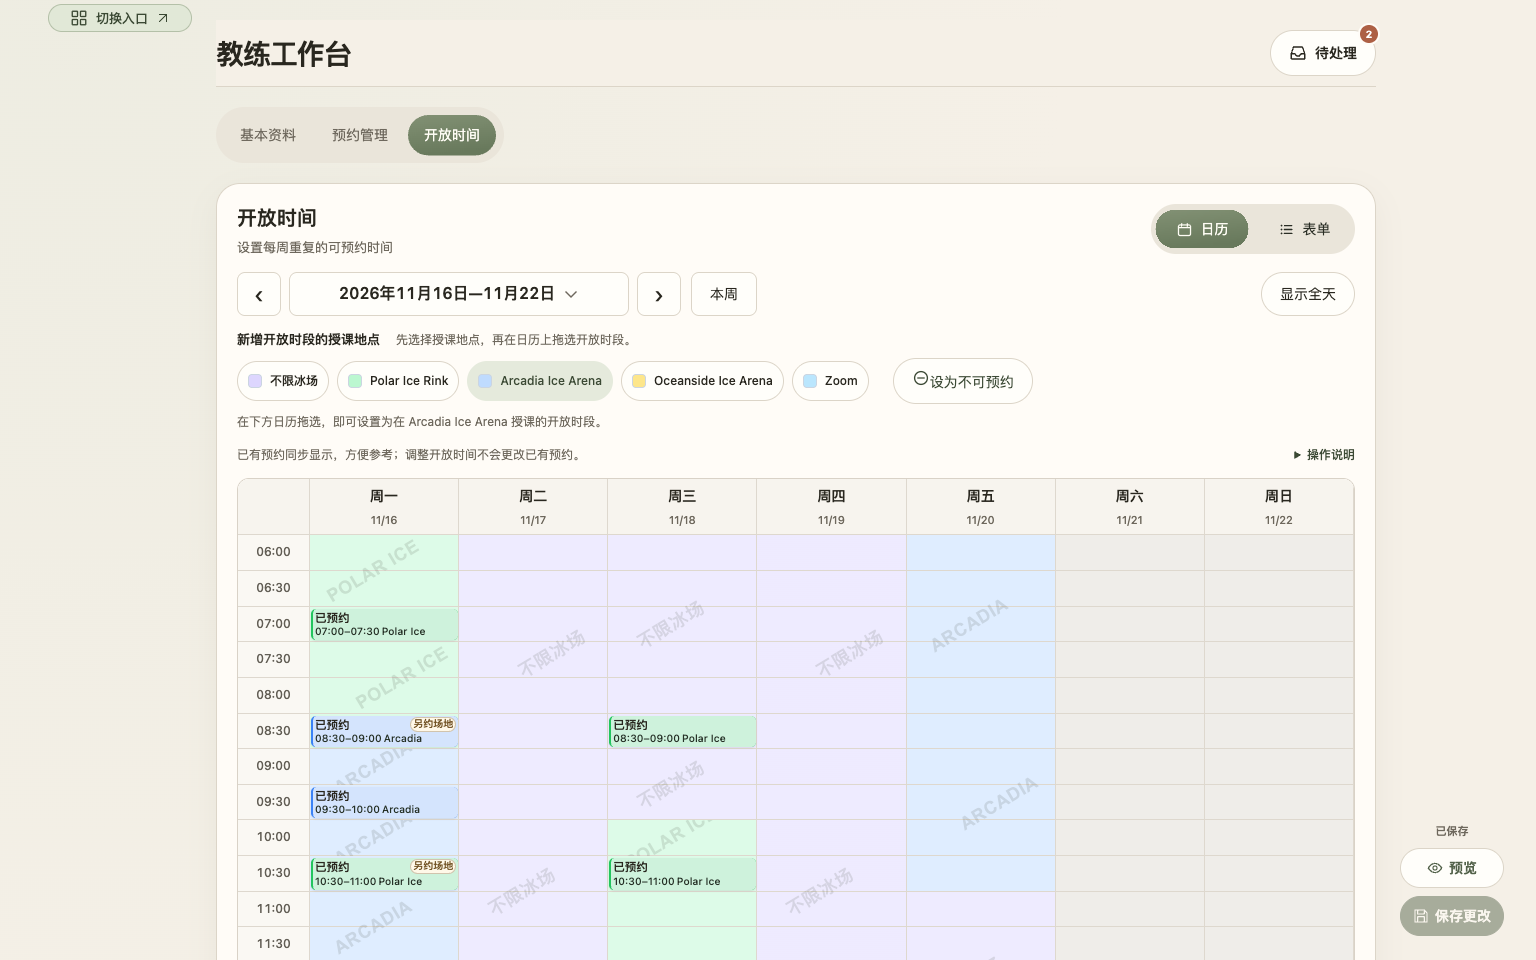 切换入口
教练工作台
待处理
2
基本资料
预约管理
开放时间
开放时间
设置每周重复的可预约时间
日历
表单
2026年11月16日—11月22日
本周
显示全天
新增开放时段的授课地点
先选择授课地点，再在日历上拖选开放时段。
不限冰场
Polar Ice Rink
Arcadia Ice Arena
Oceanside Ice Arena
Zoom
设为不可预约
在下方日历拖选，即可设置为在 Arcadia Ice Arena 授课的开放时段。
已有预约同步显示，方便参考；调整开放时间不会更改已有预约。
操作说明
周一
周二
周三
周四
周五
周六
周日
11/16
11/17
11/18
11/19
11/20
11/21
11/22
06:00
POLAR ICE
06:30
07:00
已预约
07:00–07:30 Polar Ice
不限冰场
不限冰场
不限冰场
ARCADIA
07:30
POLAR ICE
08:00
08:30
已预约
另约场地
08:30–09:00 Arcadia
已预约
08:30–09:00 Polar Ice
09:00
ARCADIA
不限冰场
09:30
已预约
09:30–10:00 Arcadia
ARCADIA
10:00
ARCADIA
POLAR ICE
10:30
已预约
另约场地
10:30–11:00 Polar Ice
已预约
10:30–11:00 Polar Ice
不限冰场
不限冰场
11:00
ARCADIA
11:30
已保存
预览
保存更改